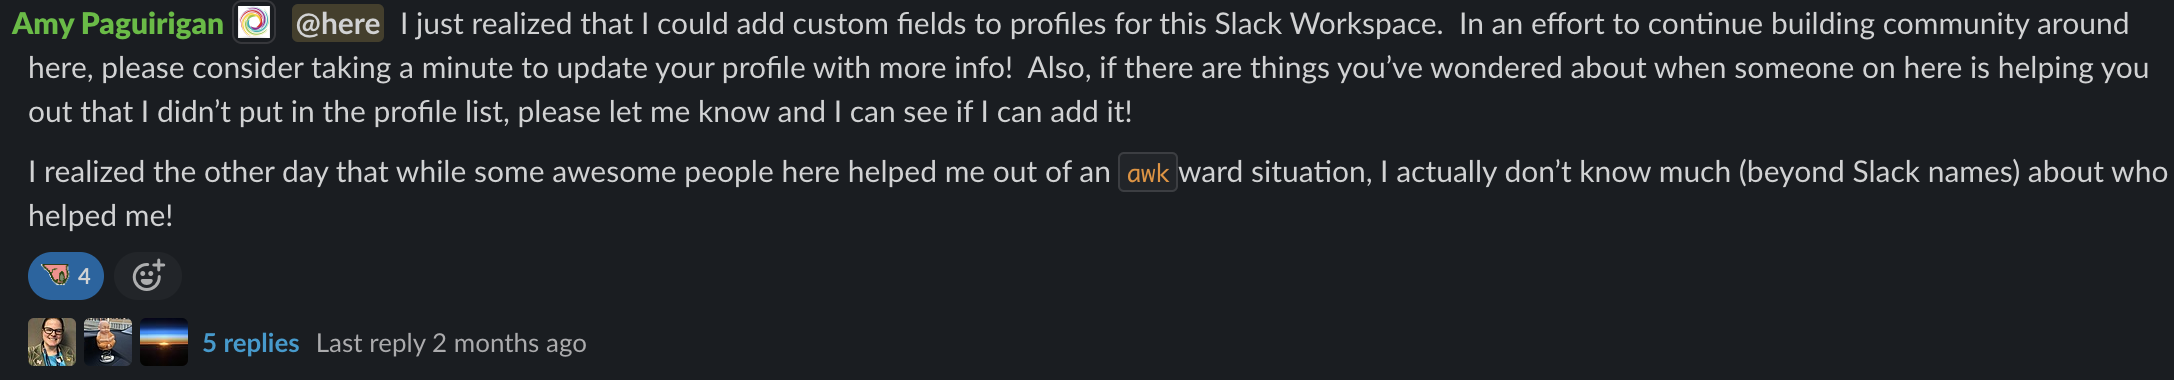 Amy Paguirigan @here I just realized that I could add custom fields to profiles for this Slack Workspace. In an effort to continue building community around
here, please consider taking a minute to update your profile with more info! Also, if there are things you’ve wondered about when someone on here is helping you
out that I didn’t put in the profile list, please let me know and I can see if I can add it!
I realized the other day that while some awesome people here helped me out of an awkward situation, I actually don’t know much (beyond Slack names) about who
helped me!
4
5 replies Last reply 2 months ago